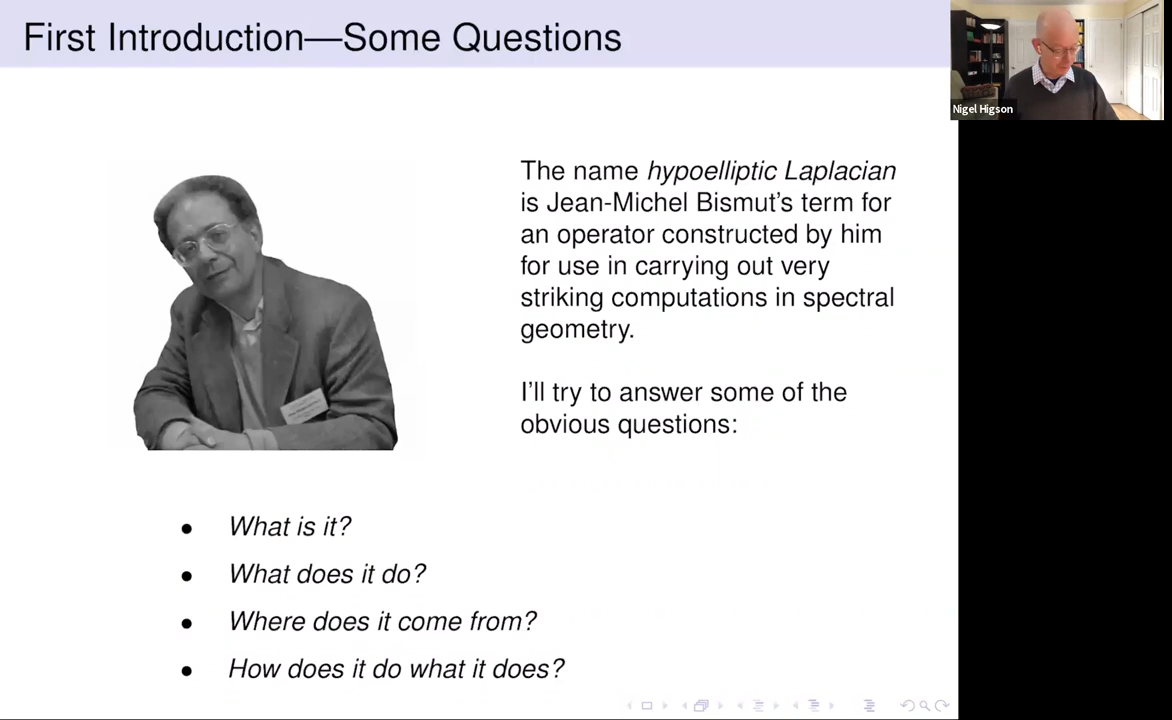 First Introduction—Some Questions
Nigel Higson
The name hypoelliptic Laplacian
is Jean-Michel Bismut's term for
an operator constructed by him
for use in carrying out very
striking computations in spectral
geometry.
I'll try to answer some of the
obvious questions:
• What is it?
• What does it do?
• Where does it come from?
• How does it do what it does?